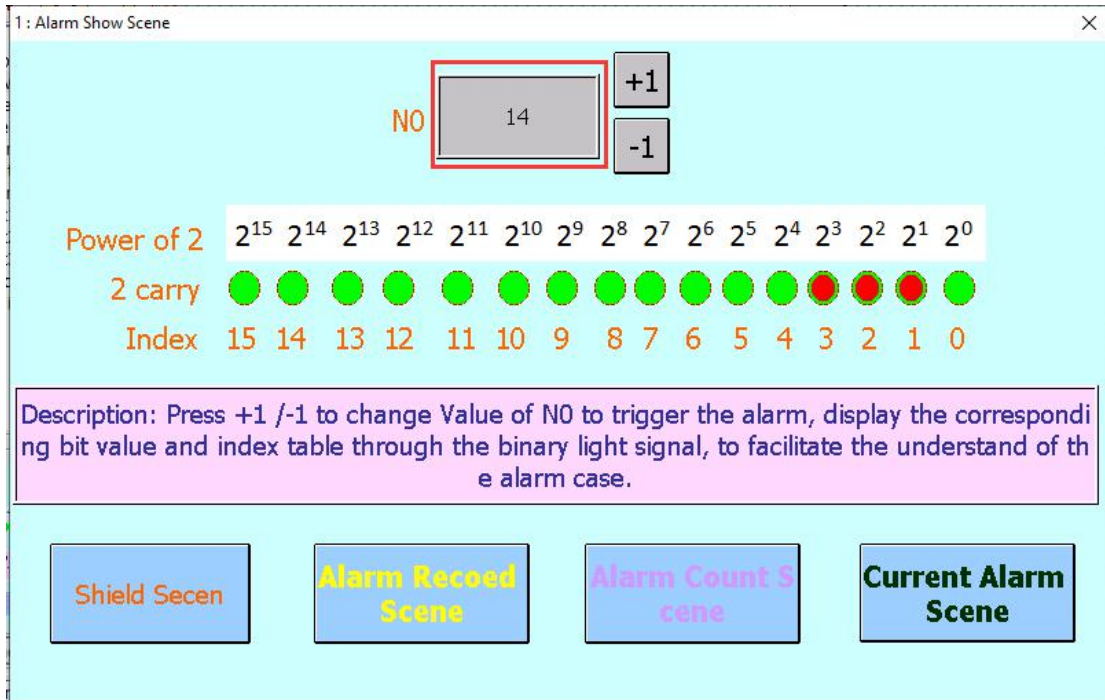 1 : Alarm Show Scene
N0
14
+1
-1
Power of 2 2¹⁵ 2¹⁴ 2¹³ 2¹² 2¹¹ 2¹⁰ 2⁹ 2⁸ 2⁷ 2⁶ 2⁵ 2⁴ 2³ 2² 2¹ 2⁰
2 carry
Index 15 14 13 12 11 10 9 8 7 6 5 4 3 2 1 0
Description: Press +1 /-1 to change Value of N0 to trigger the alarm, display the correspondi
ng bit value and index table through the binary light signal, to facilitate the understand of th
e alarm case.
Shield Secen
Alarm Recoed
Scene
Alarm Count S
cene
Current Alarm
Scene